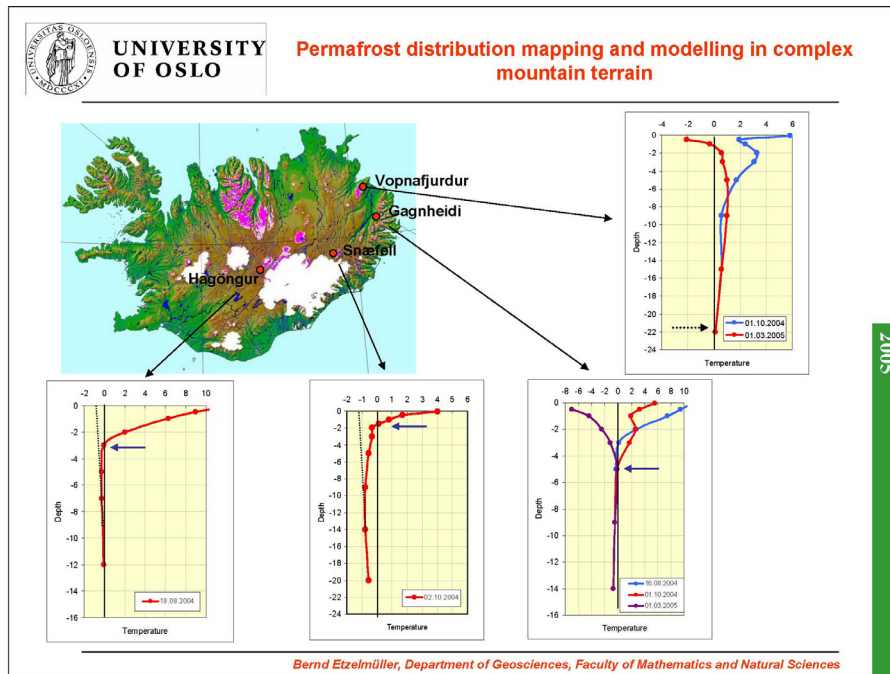 UNIVERSITAS OSLOENSIS
MDCCCXI
UNIVERSITY
OF OSLO
Permafrost distribution mapping and modelling in complex
mountain terrain
Vopnafjurdur
Gagnheidi
Snæfell
Hagöngur
-4 -2 0 2 4 6 8
0
-2
-4
-6
-8
-10
-12
-14
-16
-18
-20
-22
-24
Depth
01.10.2004
01.03.2005
Temperature
2005
-2 0 2 4 6 8 10
0
-2
-4
-6
-8
-10
-12
-14
-16
Depth
18.08.2004
Temperature
-2 -1 0 1 2 3 4 5 6
0
-2
-4
-6
-8
-10
-12
-14
-16
-18
-20
-24
Depth
02.10.2004
Temperature
-8 -6 -4 -2 0 2 4 6 8 10
0
-2
-4
-6
-8
-10
-12
-14
-16
Depth
16.08.2004
01.10.2004
01.03.2005
Temperature
Bernd Etzelmüller, Department of Geosciences, Faculty of Mathematics and Natural Sciences